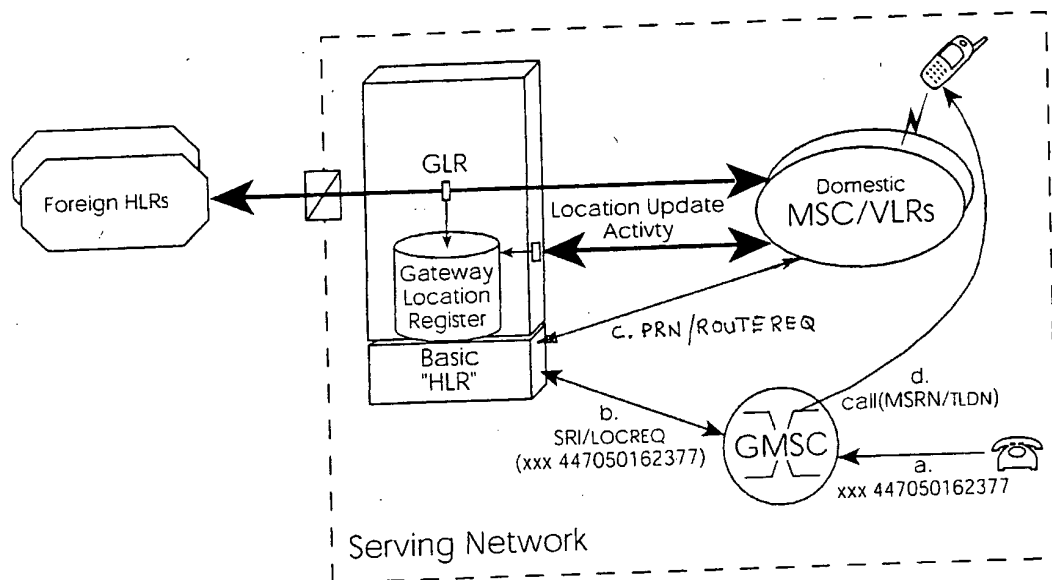 GLR
Foreign HLRs
Domestic
MSC/VLRs
Location Update
Activty
Gateway
Location
Register
c. PRN/ROUTEREQ
Basic
"HLR"
b.
SRI/LOCREQ
(xxx 447050162377)
d.
call(MSRN/TLDN)
GMSC
a.
xxx 447050162377
Serving Network